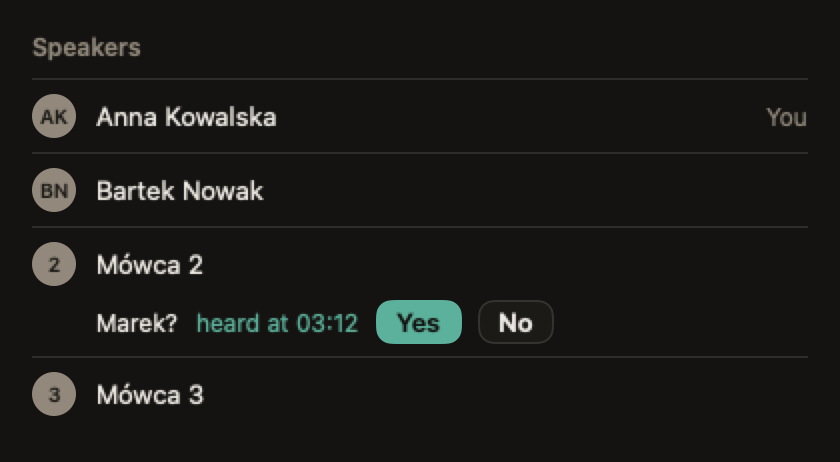 Speakers
AK Anna Kowalska You
BN Bartek Nowak
2 Mówca 2
Marek? heard at 03:12 Yes No
3 Mówca 3